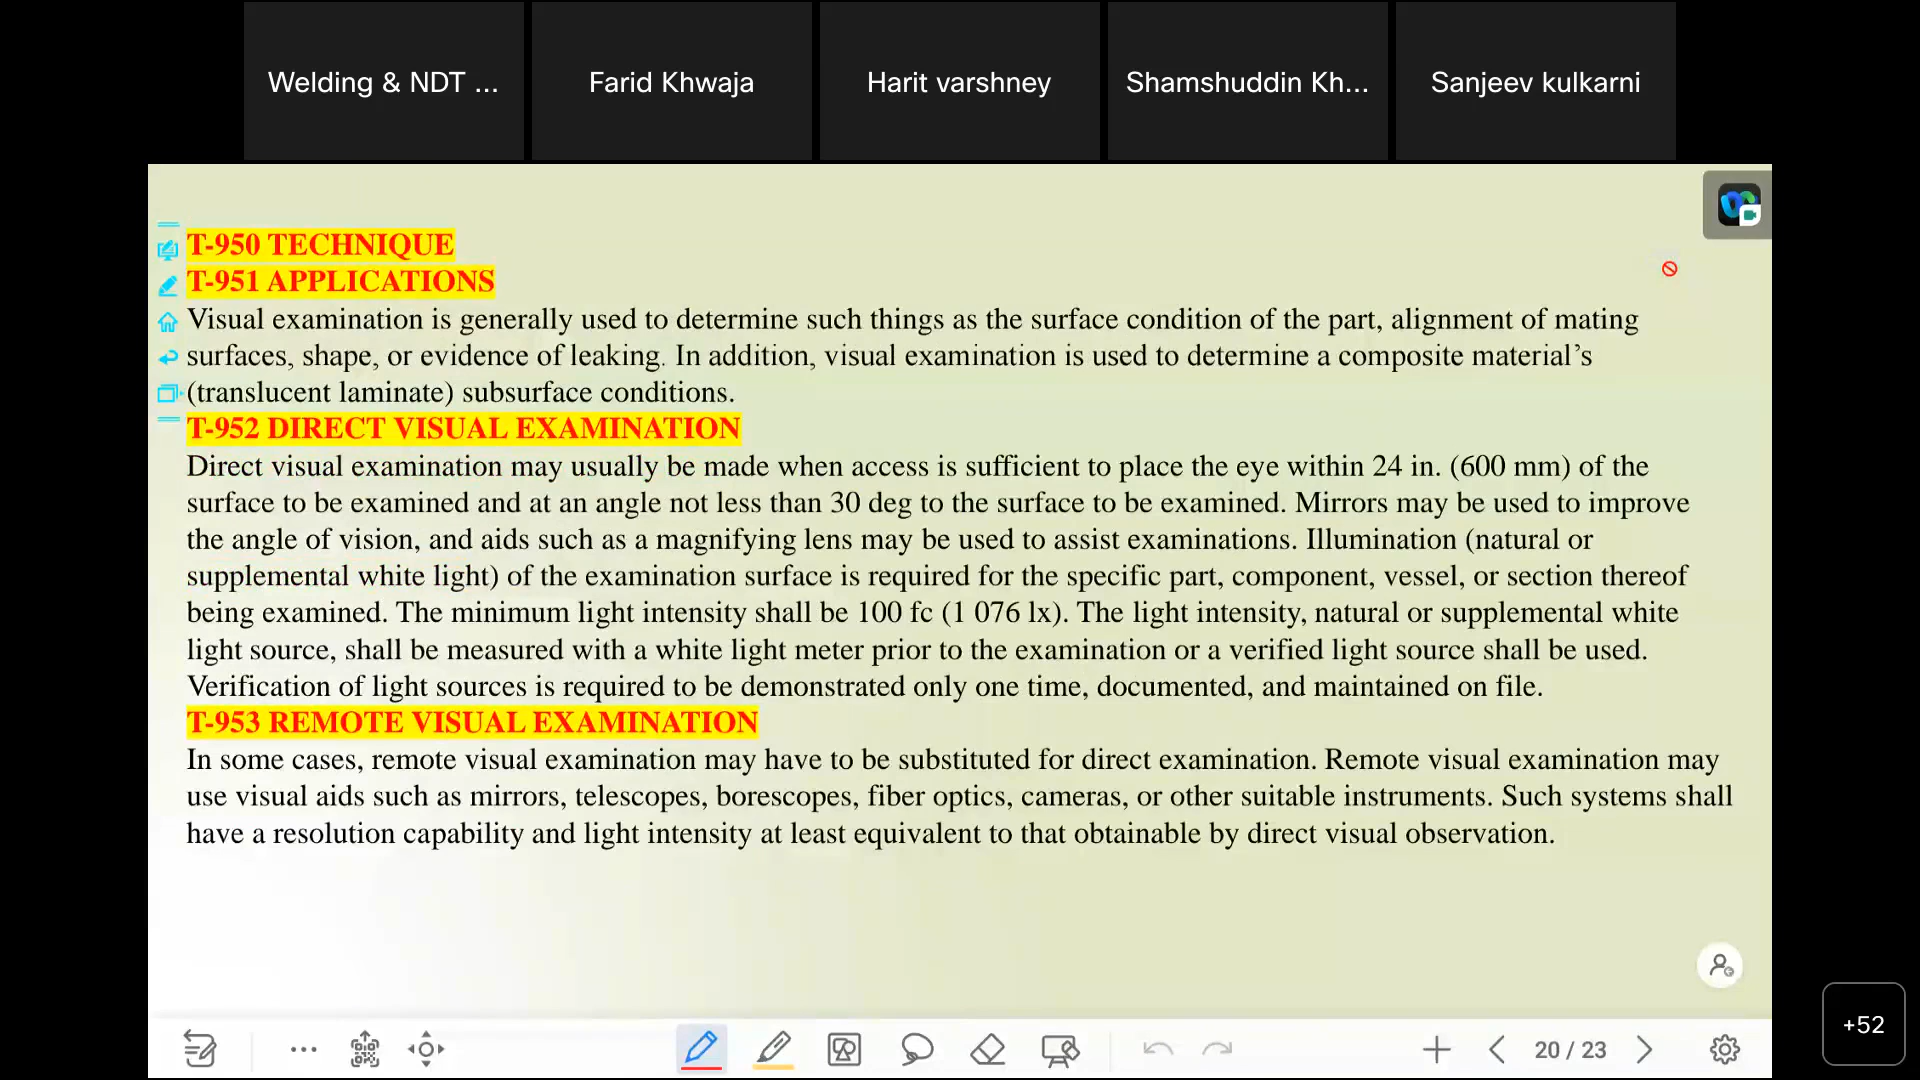 Welding & NDT ...
Farid Khwaja
Harit varshney
Shamshuddin Kh...
Sanjeev kulkarni
T-950 TECHNIQUE
T-951 APPLICATIONS
Visual examination is generally used to determine such things as the surface condition of the part, alignment of mating
surfaces, shape, or evidence of leaking. In addition, visual examination is used to determine a composite material’s
(translucent laminate) subsurface conditions.
T-952 DIRECT VISUAL EXAMINATION
Direct visual examination may usually be made when access is sufficient to place the eye within 24 in. (600 mm) of the
surface to be examined and at an angle not less than 30 deg to the surface to be examined. Mirrors may be used to improve
the angle of vision, and aids such as a magnifying lens may be used to assist examinations. Illumination (natural or
supplemental white light) of the examination surface is required for the specific part, component, vessel, or section thereof
being examined. The minimum light intensity shall be 100 fc (1 076 lx). The light intensity, natural or supplemental white
light source, shall be measured with a white light meter prior to the examination or a verified light source shall be used.
Verification of light sources is required to be demonstrated only one time, documented, and maintained on file.
T-953 REMOTE VISUAL EXAMINATION
In some cases, remote visual examination may have to be substituted for direct examination. Remote visual examination may
use visual aids such as mirrors, telescopes, borescopes, fiber optics, cameras, or other suitable instruments. Such systems shall
have a resolution capability and light intensity at least equivalent to that obtainable by direct visual observation.
+52
20 / 23